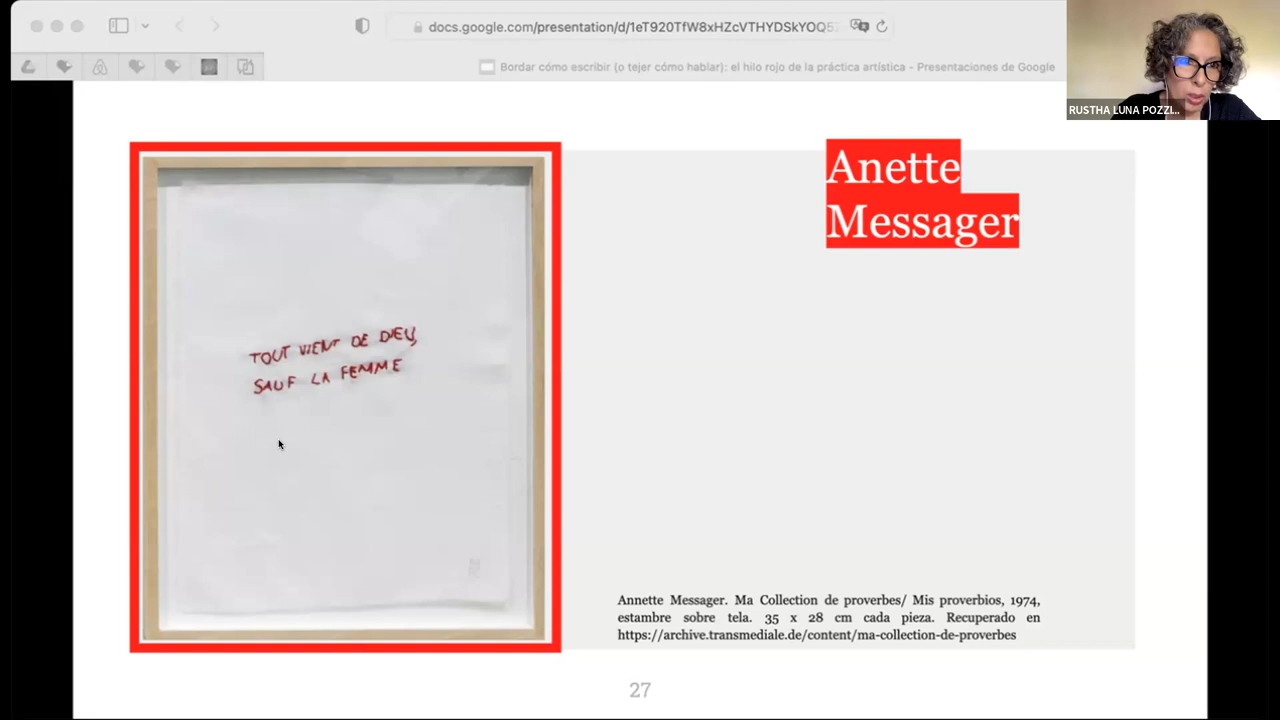 docs.google.com/presentation/d/1eT920TfW8xHZcVTHYDSkYOQ5
Bordar cómo escribir (o tejer cómo hablar): el hilo rojo de la práctica artística - Presentaciones de Google
RUSTHA LUNA POZZI...
Anette
Messager
TOUT VIENT DE DIEU,
SAUF LA FEMME
Annette Messager. Ma Collection de proverbes/ Mis proverbios, 1974,
estambre sobre tela. 35 x 28 cm cada pieza. Recuperado en
https://archive.transmediale.de/content/ma-collection-de-proverbes
27